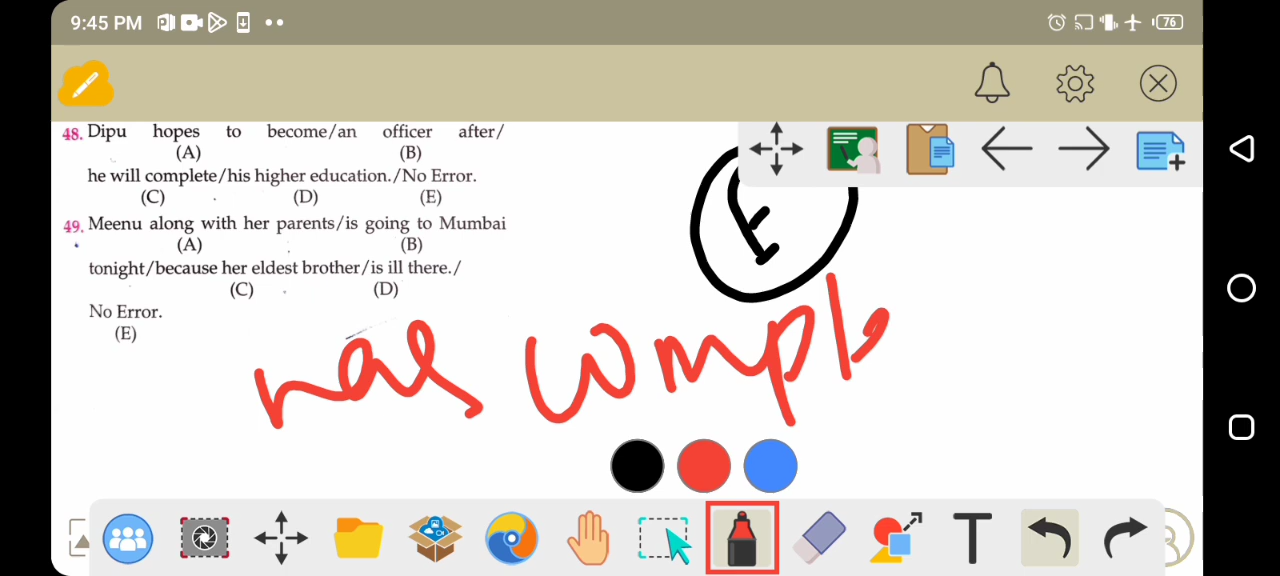 9:45 PM
76
48. Dipu hopes to become/an officer after/
(A) (B)
he will complete/his higher education./No Error.
(C) (D) (E)
49. Meenu along with her parents/is going to Mumbai
(A) (B)
tonight/because her eldest brother/is ill there./
(C) (D)
No Error.
(E)
E
has comple
T